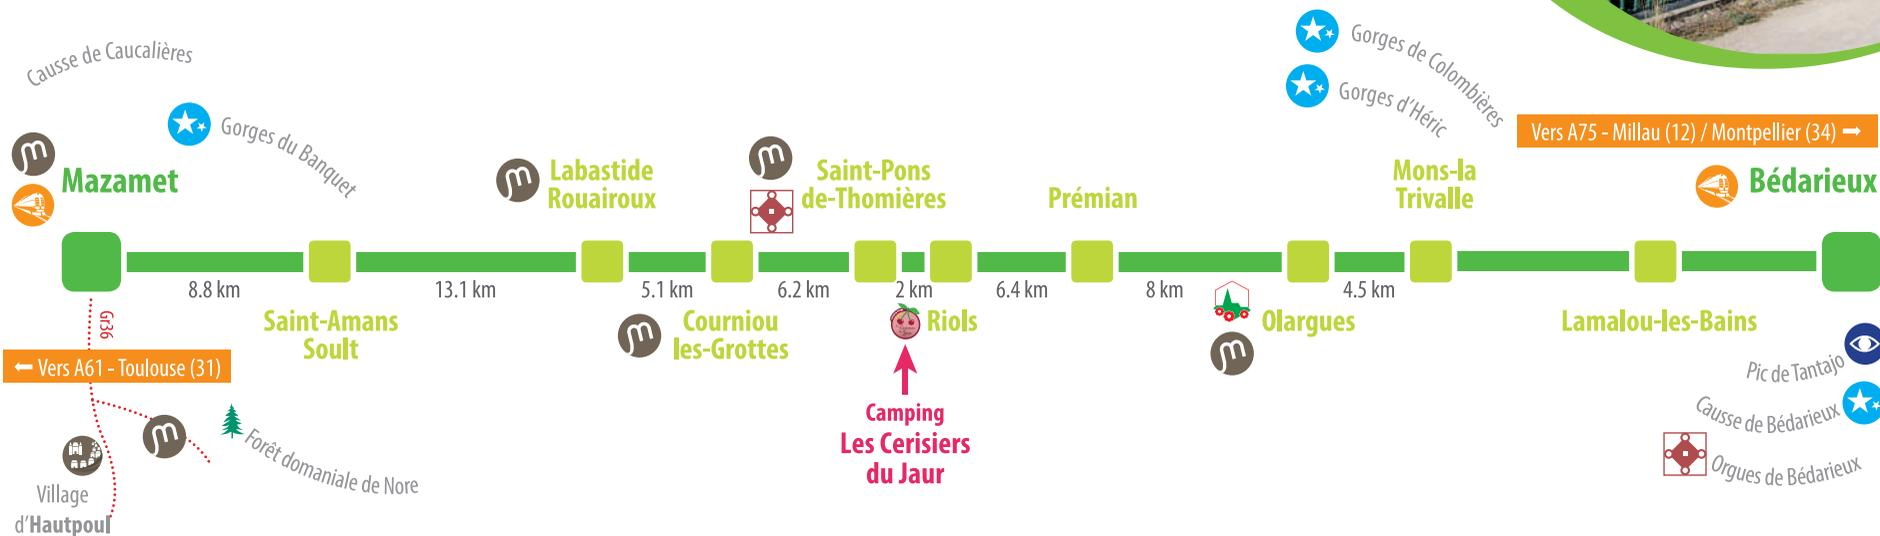 Causse de Caucalières
Gorges du Banquet
Gorges de Colombières
Gorges d'Héric
Vers A75 - Millau (12) / Montpellier (34) ➡
m
Mazamet
m
Labastide
Rouairoux
m
Saint-Pons
de-Thomières
Prémian
Mons-la
Trivalle
Bédarieux
8.8 km
13.1 km
5.1 km
6.2 km
2 km
6.4 km
8 km
4.5 km
Gr36
Saint-Amans
Soult
m
Courniou
les-Grottes
Riols
Olargues
m
Lamalou-les-Bains
⬅ Vers A61 - Toulouse (31)
Pic de Tantajo
Causse de Bédarieux
Orgues de Bédarieux
Camping
Les Cerisiers
du Jaur
m
Forêt domaniale de Nore
Village
d'Hautpoul